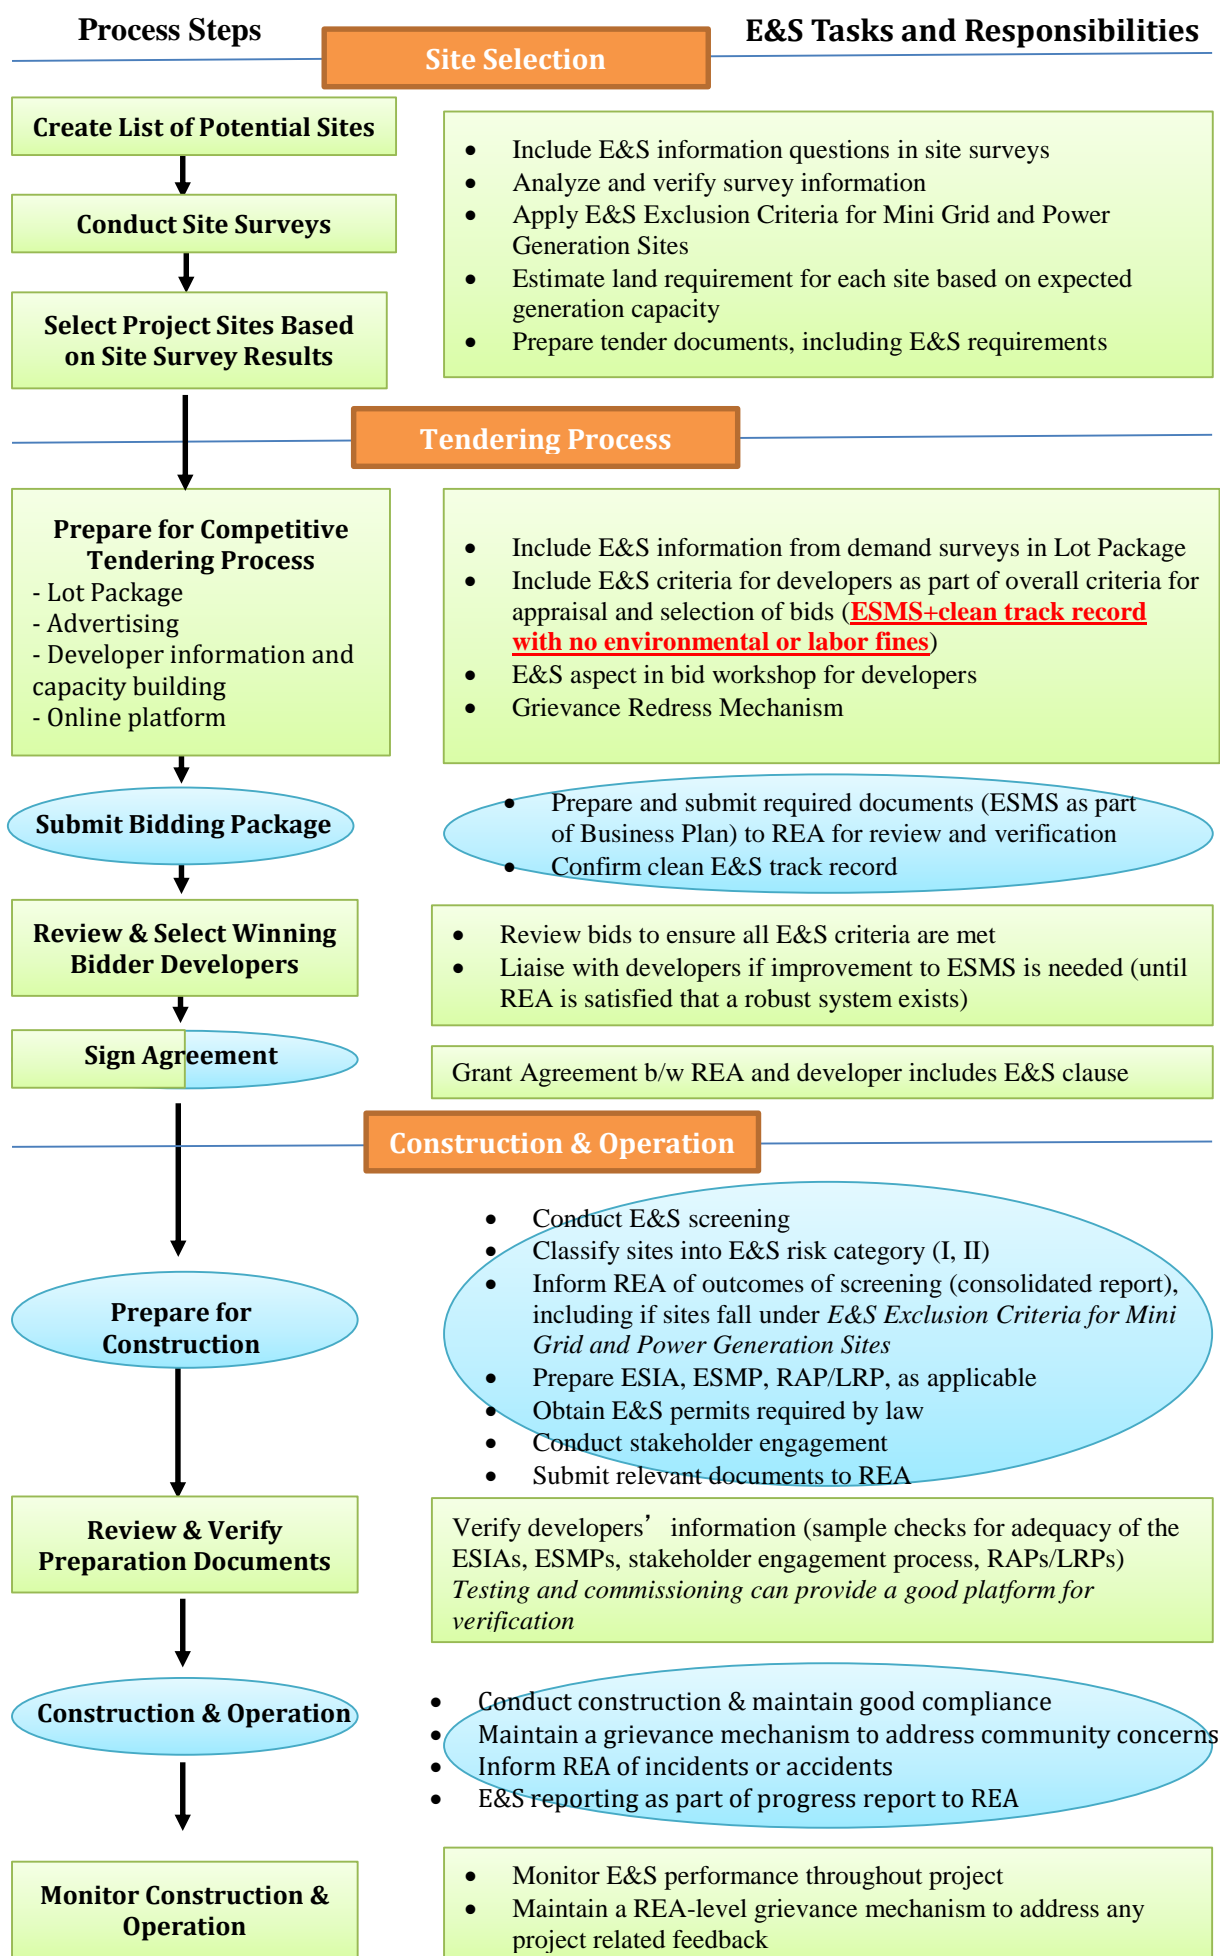 Process Steps
E&S Tasks and Responsibilities
Site Selection
Create List of Potential Sites
Conduct Site Surveys
Select Project Sites Based
on Site Survey Results
• Include E&S information questions in site surveys
• Analyze and verify survey information
• Apply E&S Exclusion Criteria for Mini Grid and Power
Generation Sites
• Estimate land requirement for each site based on expected
generation capacity
• Prepare tender documents, including E&S requirements
Tendering Process
Prepare for Competitive
Tendering Process
- Lot Package
- Advertising
- Developer information and
capacity building
- Online platform
• Include E&S information from demand surveys in Lot Package
• Include E&S criteria for developers as part of overall criteria for
appraisal and selection of bids (ESMS+clean track record
with no environmental or labor fines)
• E&S aspect in bid workshop for developers
• Grievance Redress Mechanism
Submit Bidding Package
• Prepare and submit required documents (ESMS as part
of Business Plan) to REA for review and verification
• Confirm clean E&S track record
Review & Select Winning
Bidder Developers
• Review bids to ensure all E&S criteria are met
• Liaise with developers if improvement to ESMS is needed (until
REA is satisfied that a robust system exists)
Sign Agreement
Grant Agreement b/w REA and developer includes E&S clause
Construction & Operation
Prepare for
Construction
• Conduct E&S screening
• Classify sites into E&S risk category (I, II)
• Inform REA of outcomes of screening (consolidated report),
including if sites fall under E&S Exclusion Criteria for Mini
Grid and Power Generation Sites
• Prepare ESIA, ESMP, RAP/LRP, as applicable
• Obtain E&S permits required by law
• Conduct stakeholder engagement
• Submit relevant documents to REA
Review & Verify
Preparation Documents
Verify developers’ information (sample checks for adequacy of the
ESIAs, ESMPs, stakeholder engagement process, RAPs/LRPs)
Testing and commissioning can provide a good platform for
verification
Construction & Operation
• Conduct construction & maintain good compliance
• Maintain a grievance mechanism to address community concerns
• Inform REA of incidents or accidents
• E&S reporting as part of progress report to REA
Monitor Construction &
Operation
• Monitor E&S performance throughout project
• Maintain a REA-level grievance mechanism to address any
project related feedback